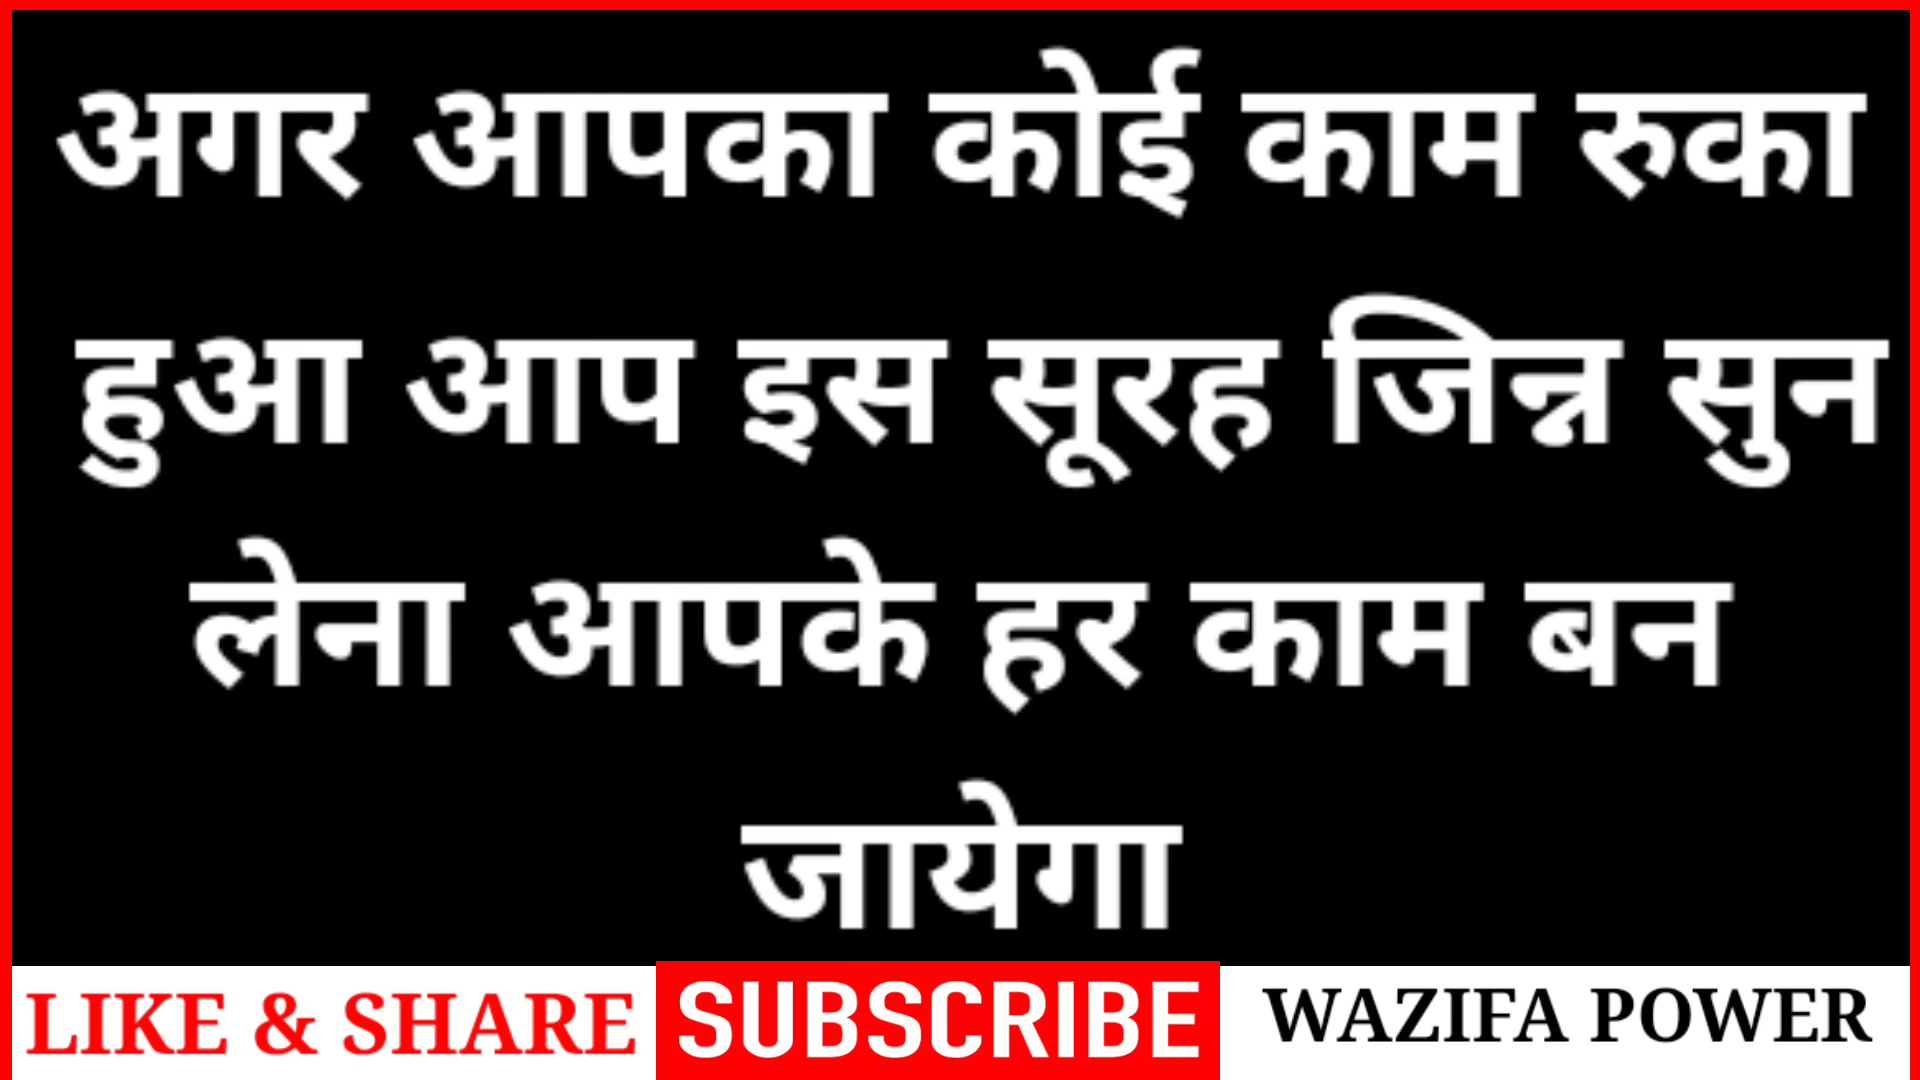 अगर आपका कोई काम रुका
हुआ आप इस सूरह जिन्न सुन
लेना आपके हर काम बन
जायेगा
LIKE & SHARE SUBSCRIBE WAZIFA POWER